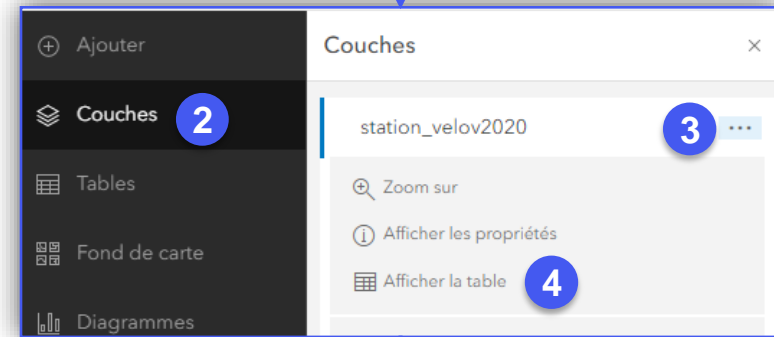 Ajouter
Couches 2
Tables
Fond de carte
Diagrammes
Couches
station_velov2020 3
Zoom sur
Afficher les propriétés
Afficher la table 4